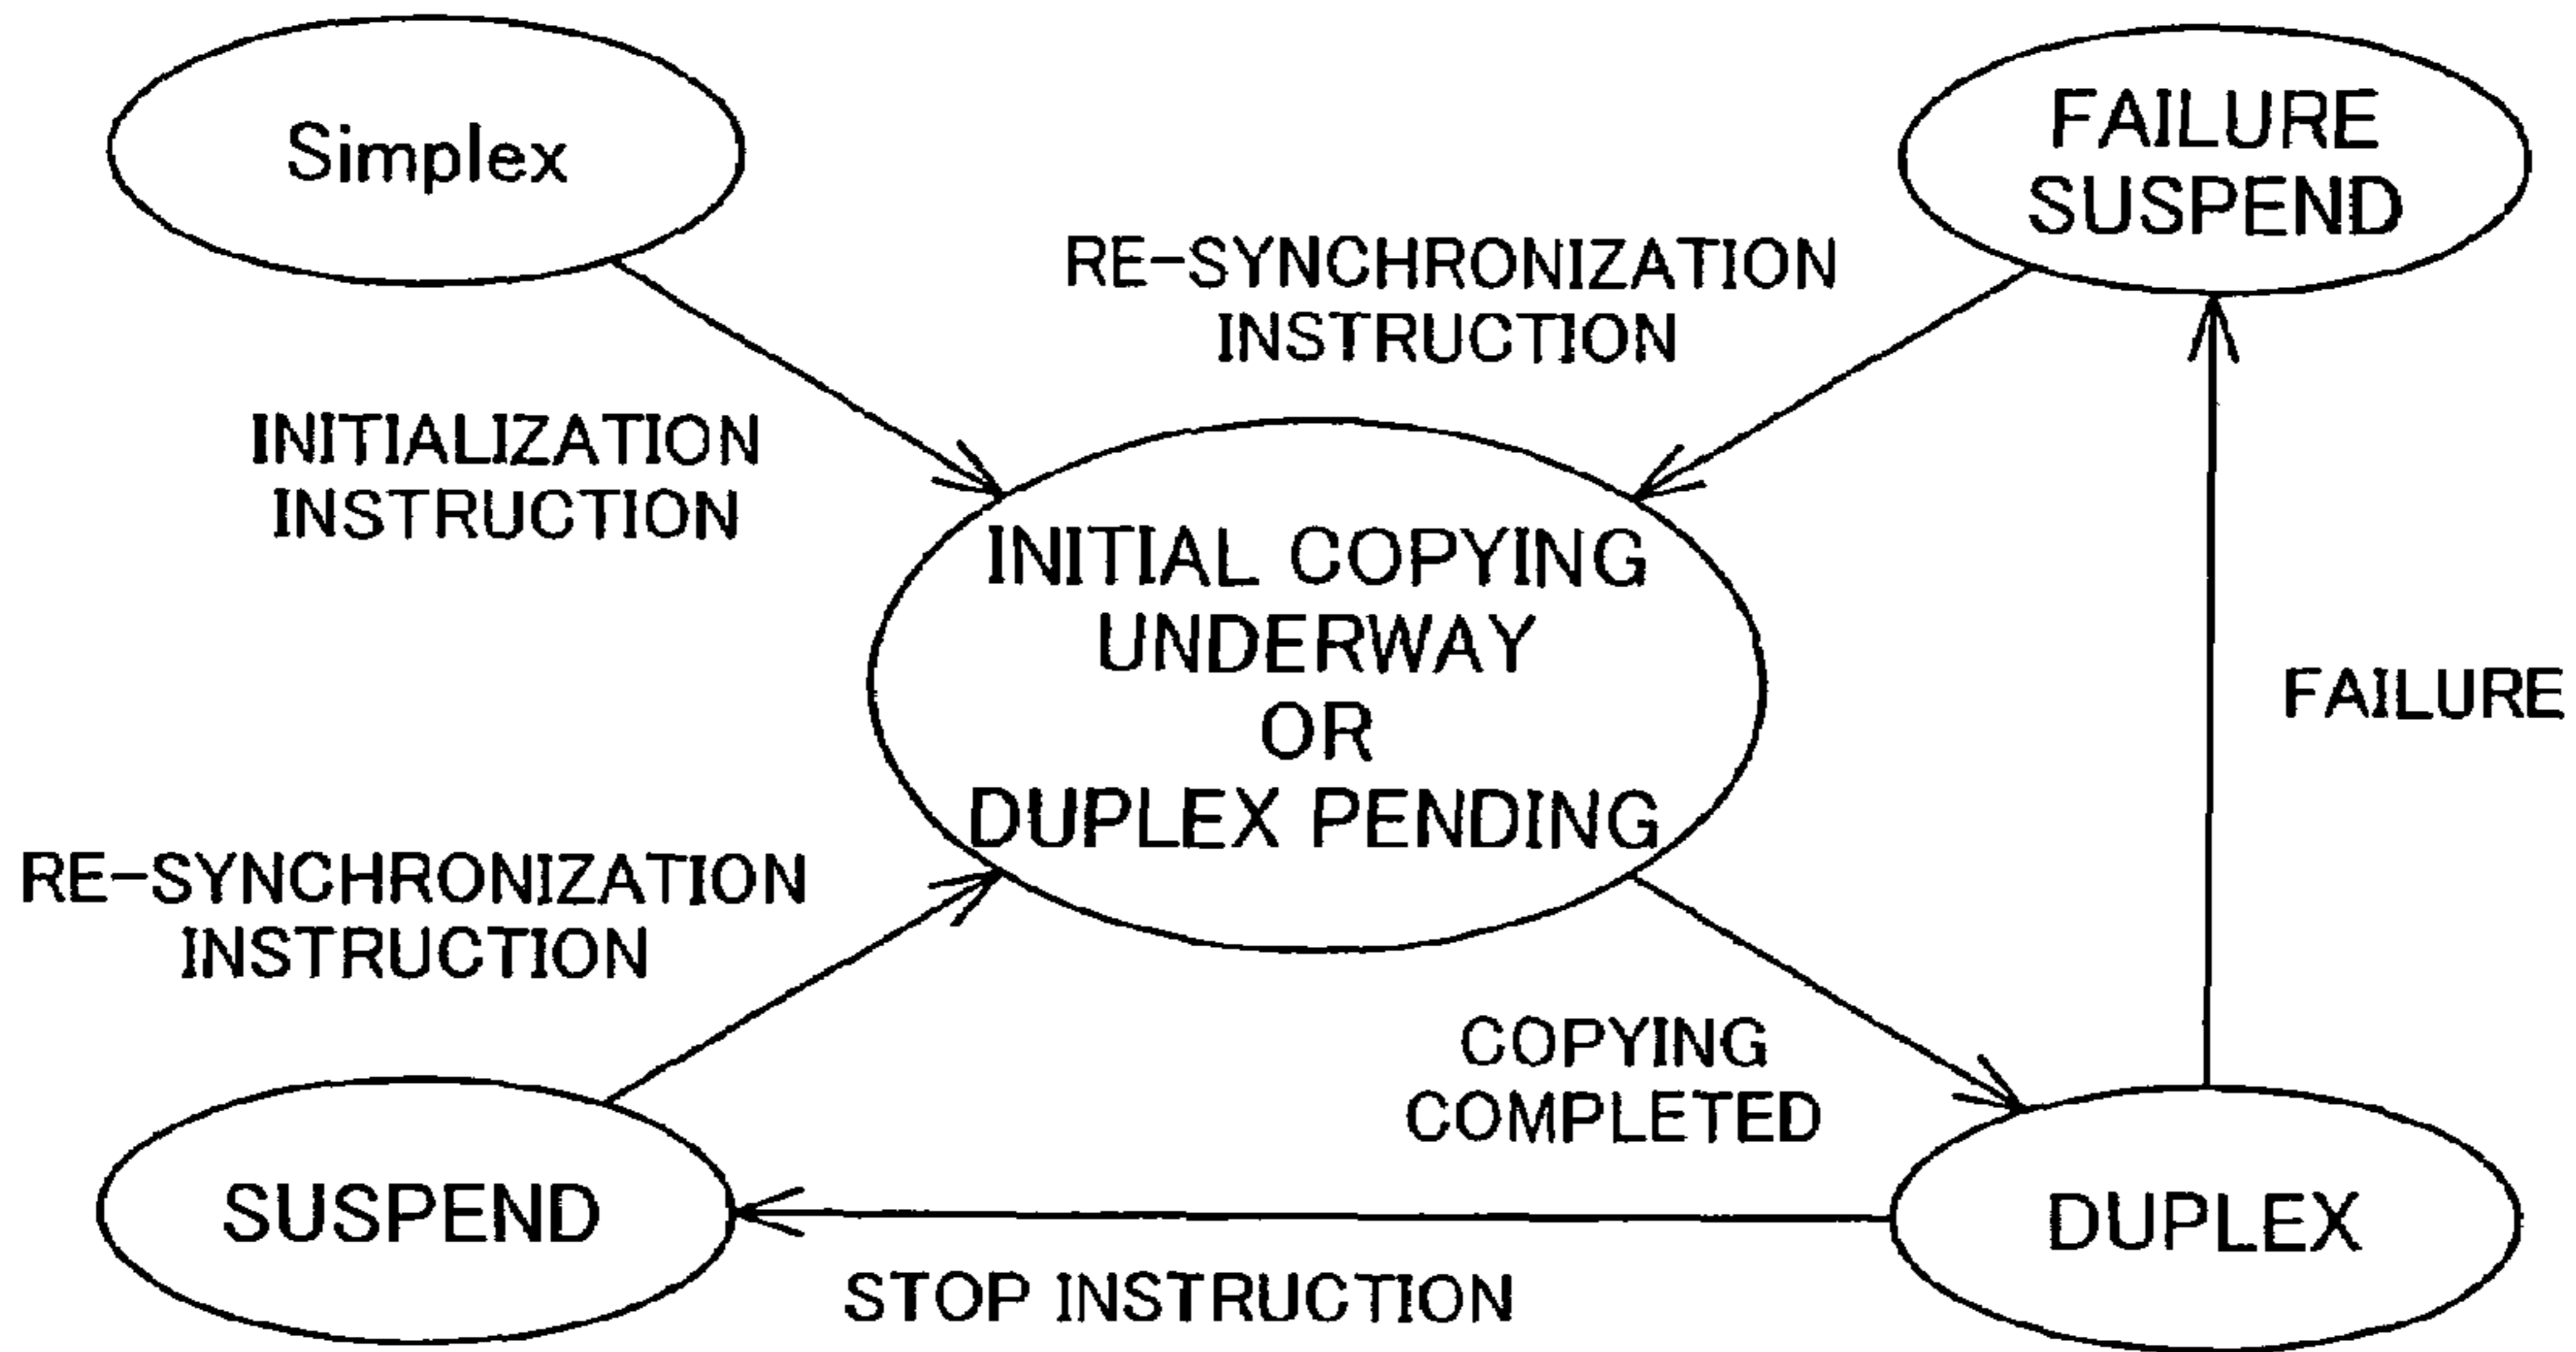 Simplex
FAILURE
SUSPEND
RE-SYNCHRONIZATION
INSTRUCTION
INITIALIZATION
INSTRUCTION
INITIAL COPYING
UNDERWAY
OR
DUPLEX PENDING
FAILURE
RE-SYNCHRONIZATION
INSTRUCTION
COPYING
COMPLETED
SUSPEND
DUPLEX
STOP INSTRUCTION